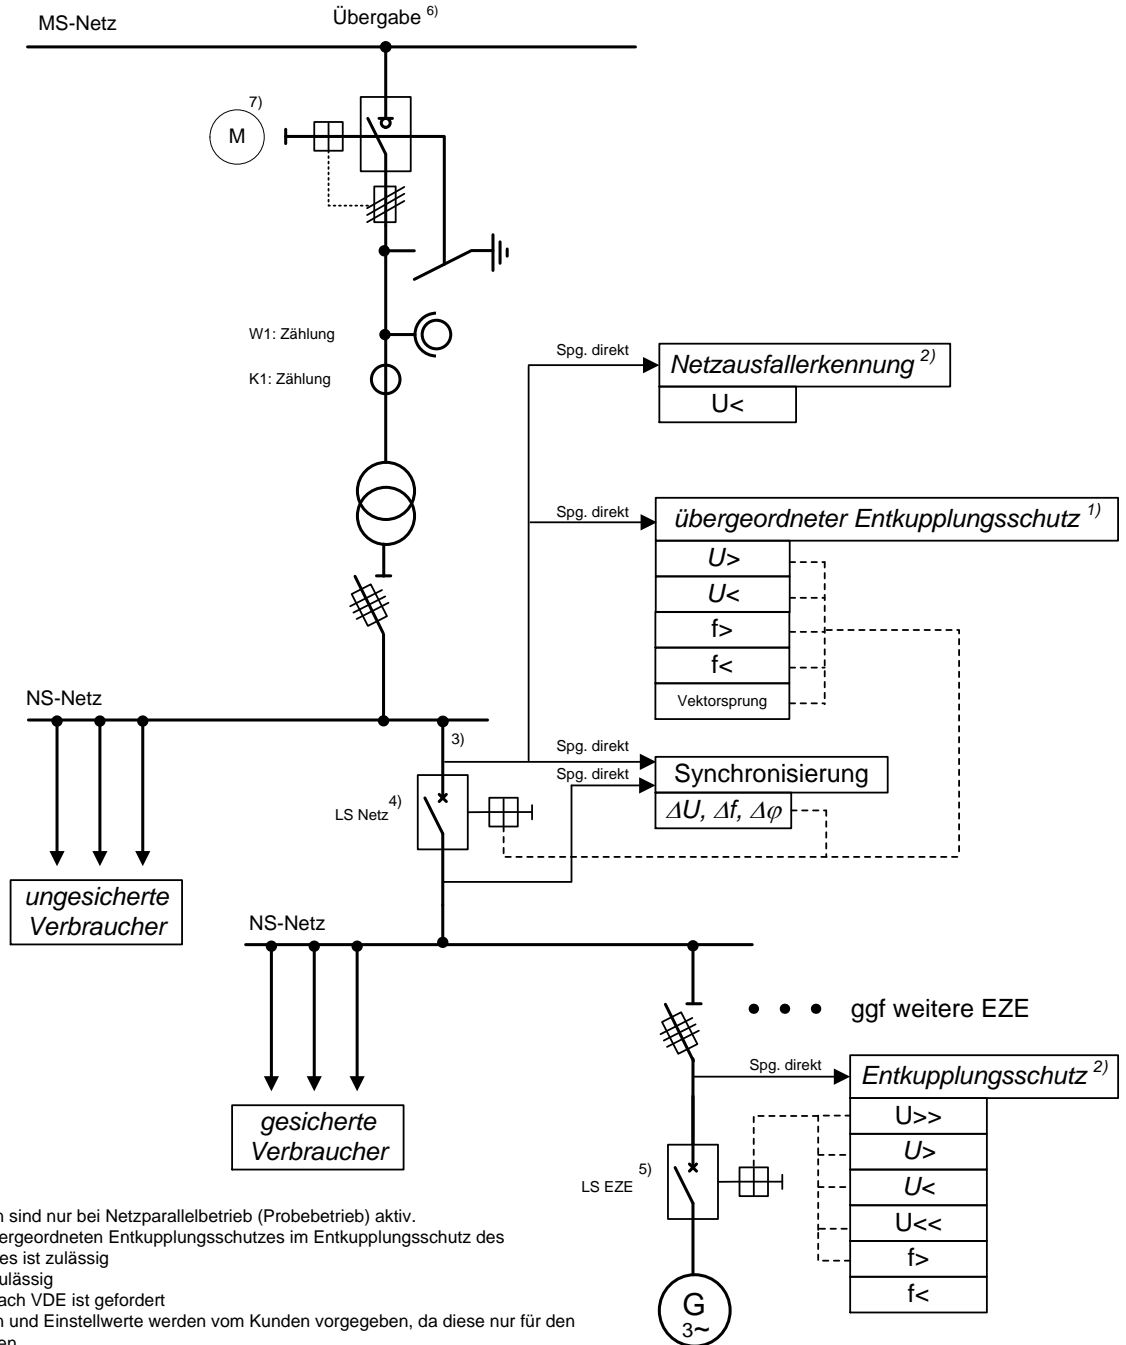 MS-Netz
Übergabe 6)
7)
M
W1: Zählung
K1: Zählung
Spg. direkt
Netzausfallerkennung 2)
U<
Spg. direkt
übergeordneter Entkupplungsschutz 1)
U>
U<
f>
f<
Vektorsprung
NS-Netz
3)
Spg. direkt
Spg. direkt
Synchronisierung
ΔU, Δf, Δφ
LS Netz 4)
ungesicherte
Verbraucher
NS-Netz
gesicherte
Verbraucher
ggf weitere EZE
Spg. direkt
Entkupplungsschutz 2)
U>>
U>
U<
U<<
f>
f<
LS EZE 5)
G
3~
sind nur bei Netzparallelbetrieb (Probebetrieb) aktiv.
Entkupplungsschutzes im Entkupplungsschutz des
ist zulässig
VDE ist gefordert
und Einstellwerte werden vom Kunden vorgegeben, da diese nur für den